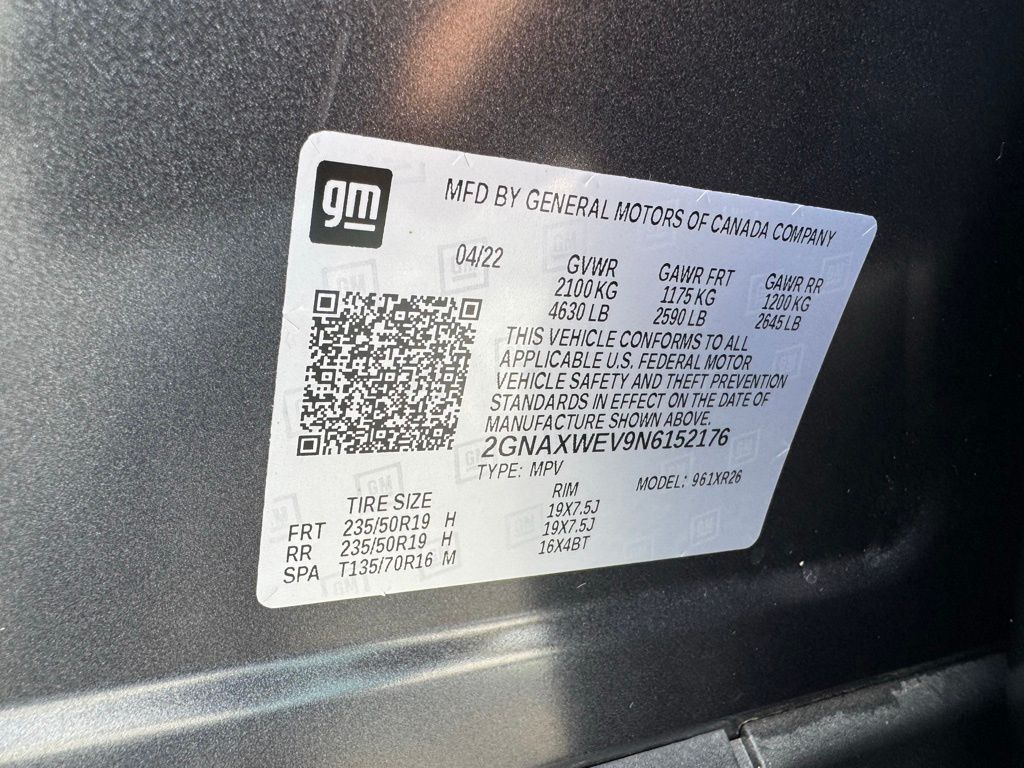 gm
MFD BY GENERAL MOTORS OF CANADA COMPANY
04/22 GVWR GAWR FRT GAWR RR
2100 KG 1175 KG 1200 KG
4630 LB 2590 LB 2645 LB
THIS VEHICLE CONFORMS TO ALL
APPLICABLE U.S. FEDERAL MOTOR
VEHICLE SAFETY AND THEFT PREVENTION
STANDARDS IN EFFECT ON THE DATE OF
MANUFACTURE SHOWN ABOVE.
2GNAXWEV9N6152176
TYPE: MPV MODEL: 961XR26
TIRE SIZE RIM
FRT 235/50R19 H 19X7.5J
RR 235/50R19 H 19X7.5J
SPA T135/70R16 M 16X4BT